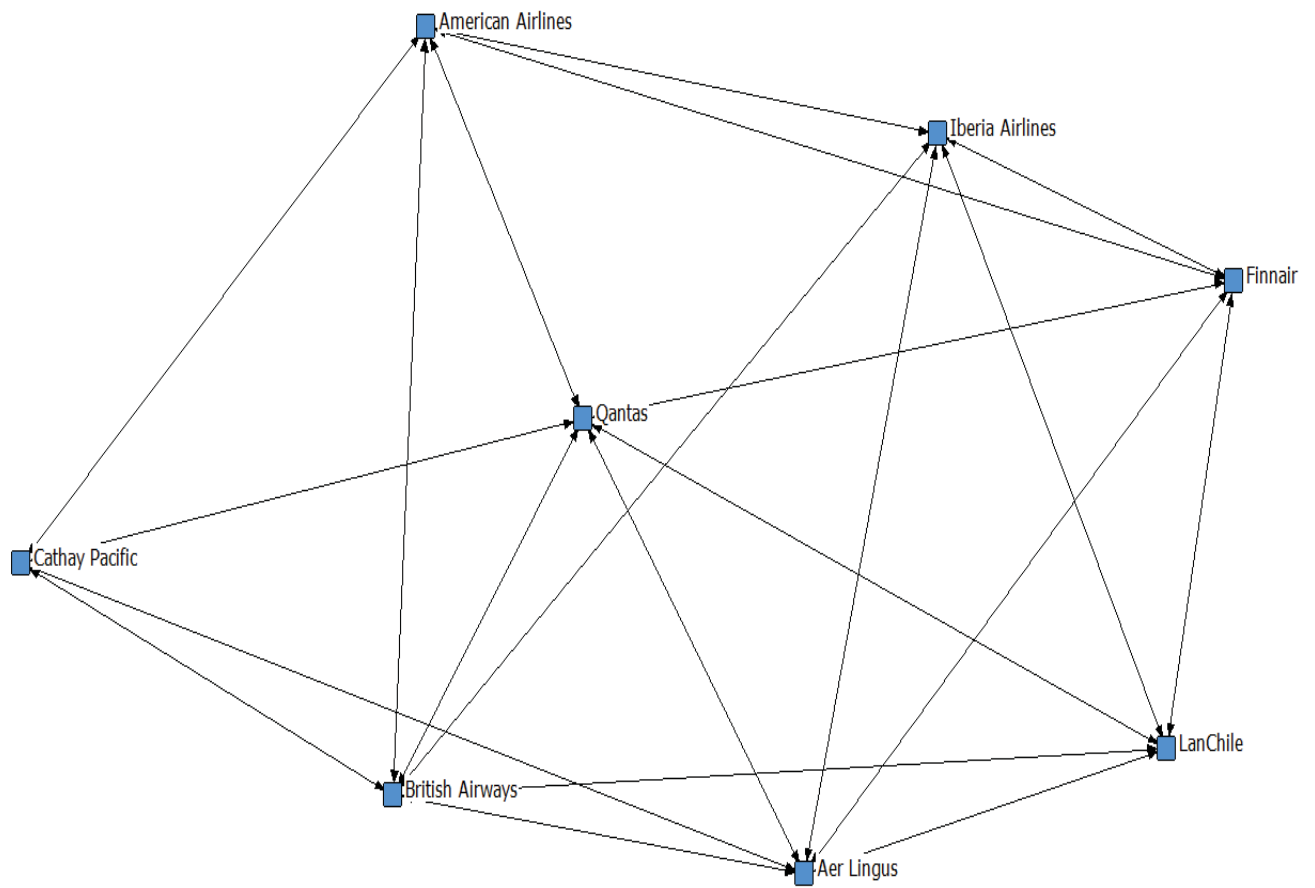 American Airlines
Iberia Airlines
Finnair
Qantas
Cathay Pacific
LanChile
British Airways
Aer Lingus